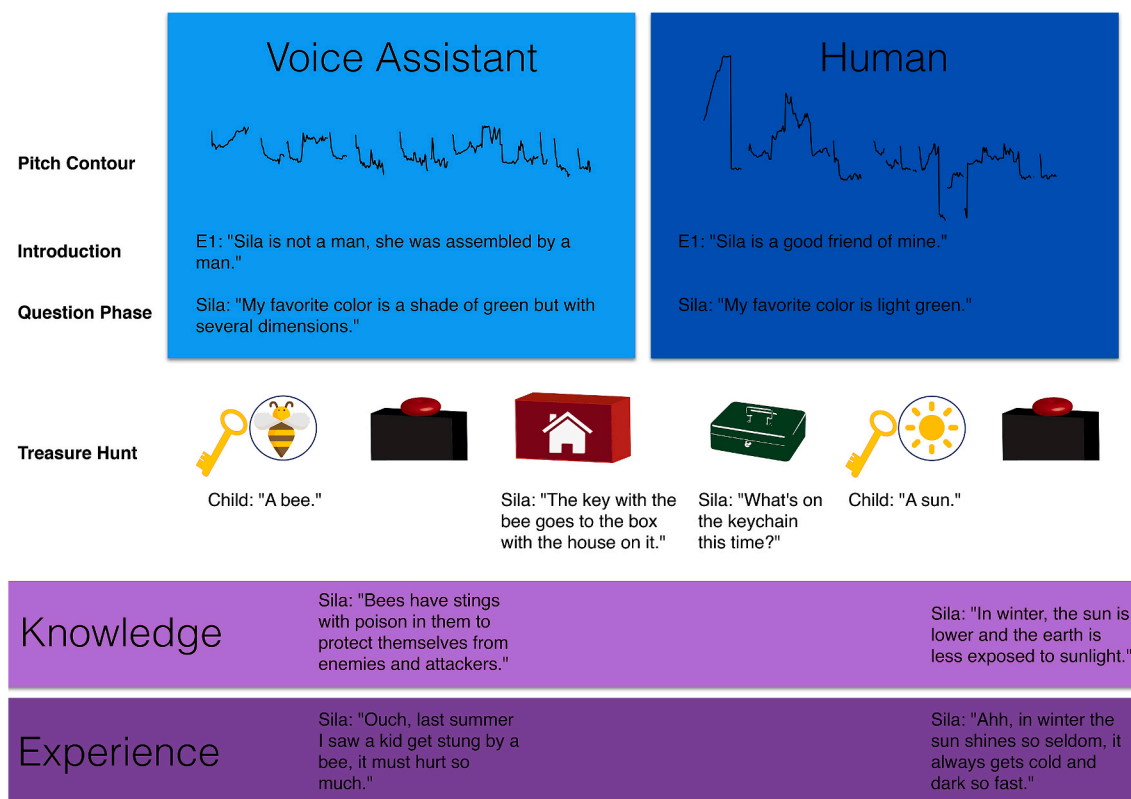 Voice Assistant
Human
Pitch Contour
Introduction
E1: "Sila is not a man, she was assembled by a
man."
E1: "Sila is a good friend of mine."
Question Phase
Sila: "My favorite color is a shade of green but with
several dimensions."
Sila: "My favorite color is light green."
Treasure Hunt
Child: "A bee."
Sila: "The key with the
bee goes to the box
with the house on it."
Sila: "What's on
the keychain
this time?"
Child: "A sun."
Knowledge
Sila: "Bees have stings
with poison in them to
protect themselves from
enemies and attackers."
Sila: "In winter, the sun is
lower and the earth is
less exposed to sunlight."
Experience
Sila: "Ouch, last summer
I saw a kid get stung by a
bee, it must hurt so
much."
Sila: "Ahh, in winter the
sun shines so seldom, it
always gets cold and
dark so fast."